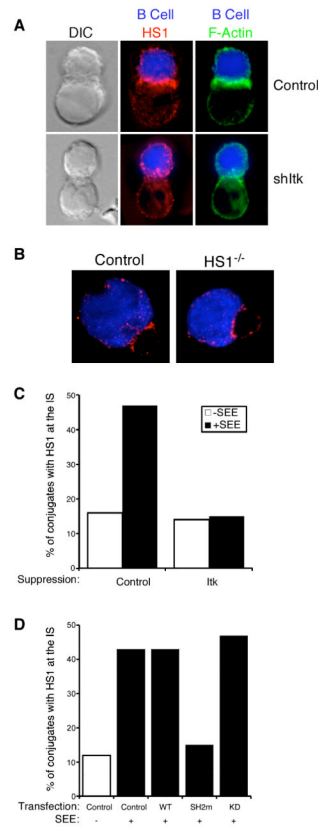 A
DIC
B Cell
HS1
B Cell
F-Actin
Control
shItk
B
Control
HS1-/-
C
% of conjugates with HS1 at the IS
50
40
30
20
10
0
-SEE
+SEE
Suppression:
Control
Itk
D
% of conjugates with HS1 at the IS
50
40
30
20
10
0
Transfection: Control Control WT SH2m KD
SEE: - + + + +